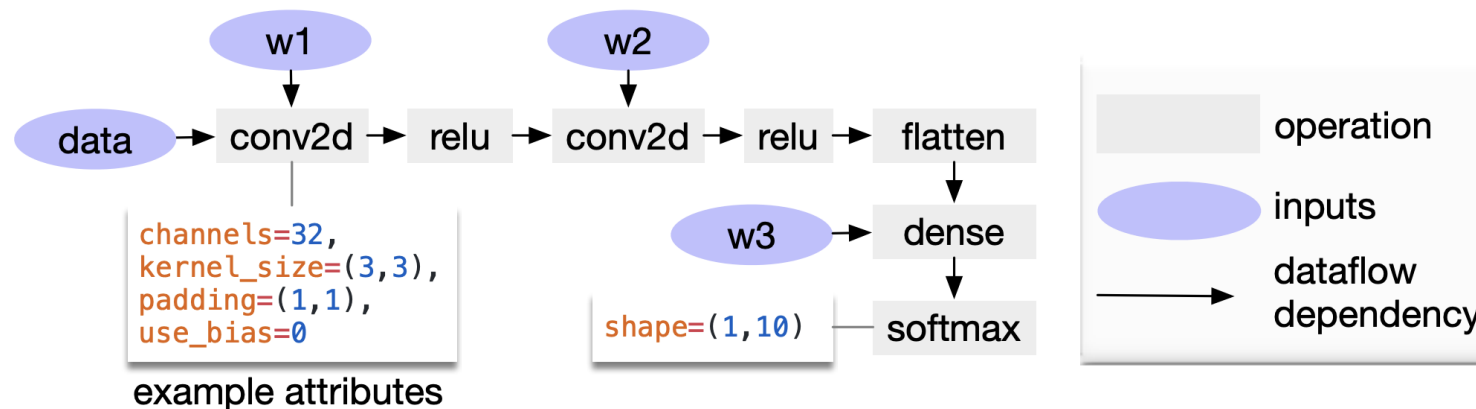 w1
w2
data
conv2d
relu
conv2d
relu
flatten
w3
dense
channels=32,
kernel_size=(3,3),
padding=(1,1),
use_bias=0
shape=(1,10)
softmax
example attributes
operation
inputs
dataflow
dependency